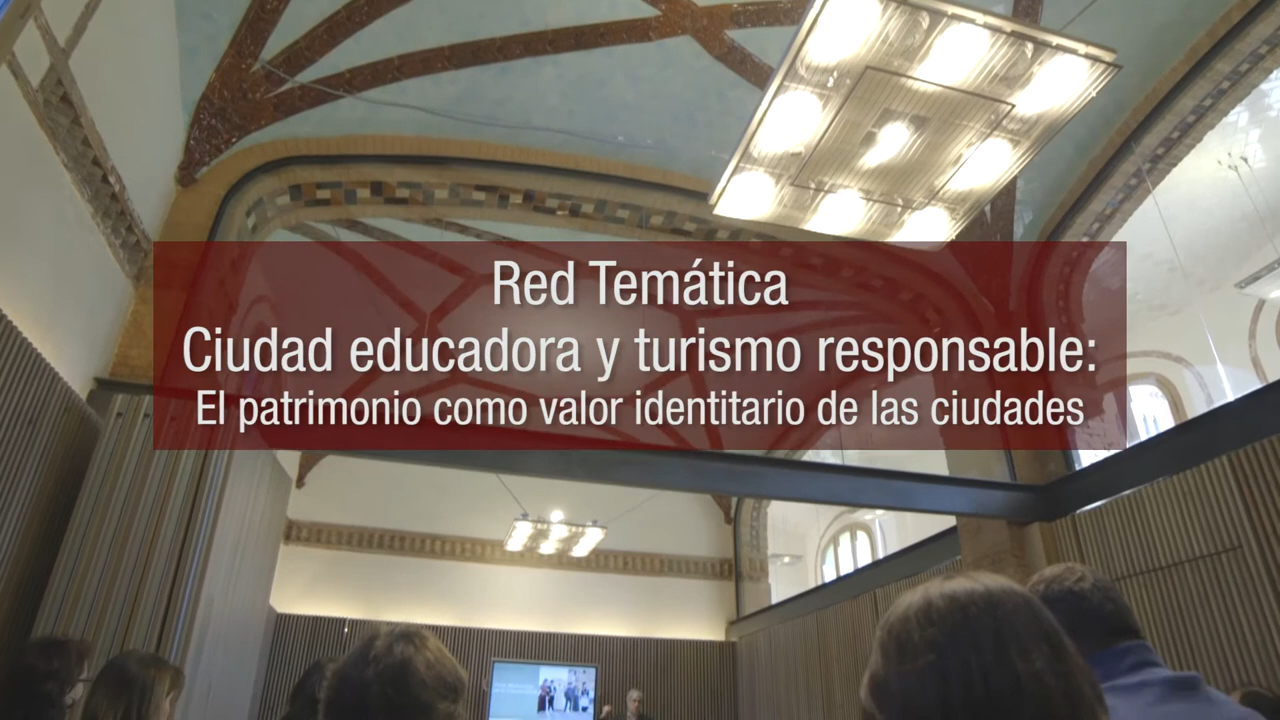 Red Temática
Ciudad educadora y turismo responsable:
El patrimonio como valor identitario de las ciudades